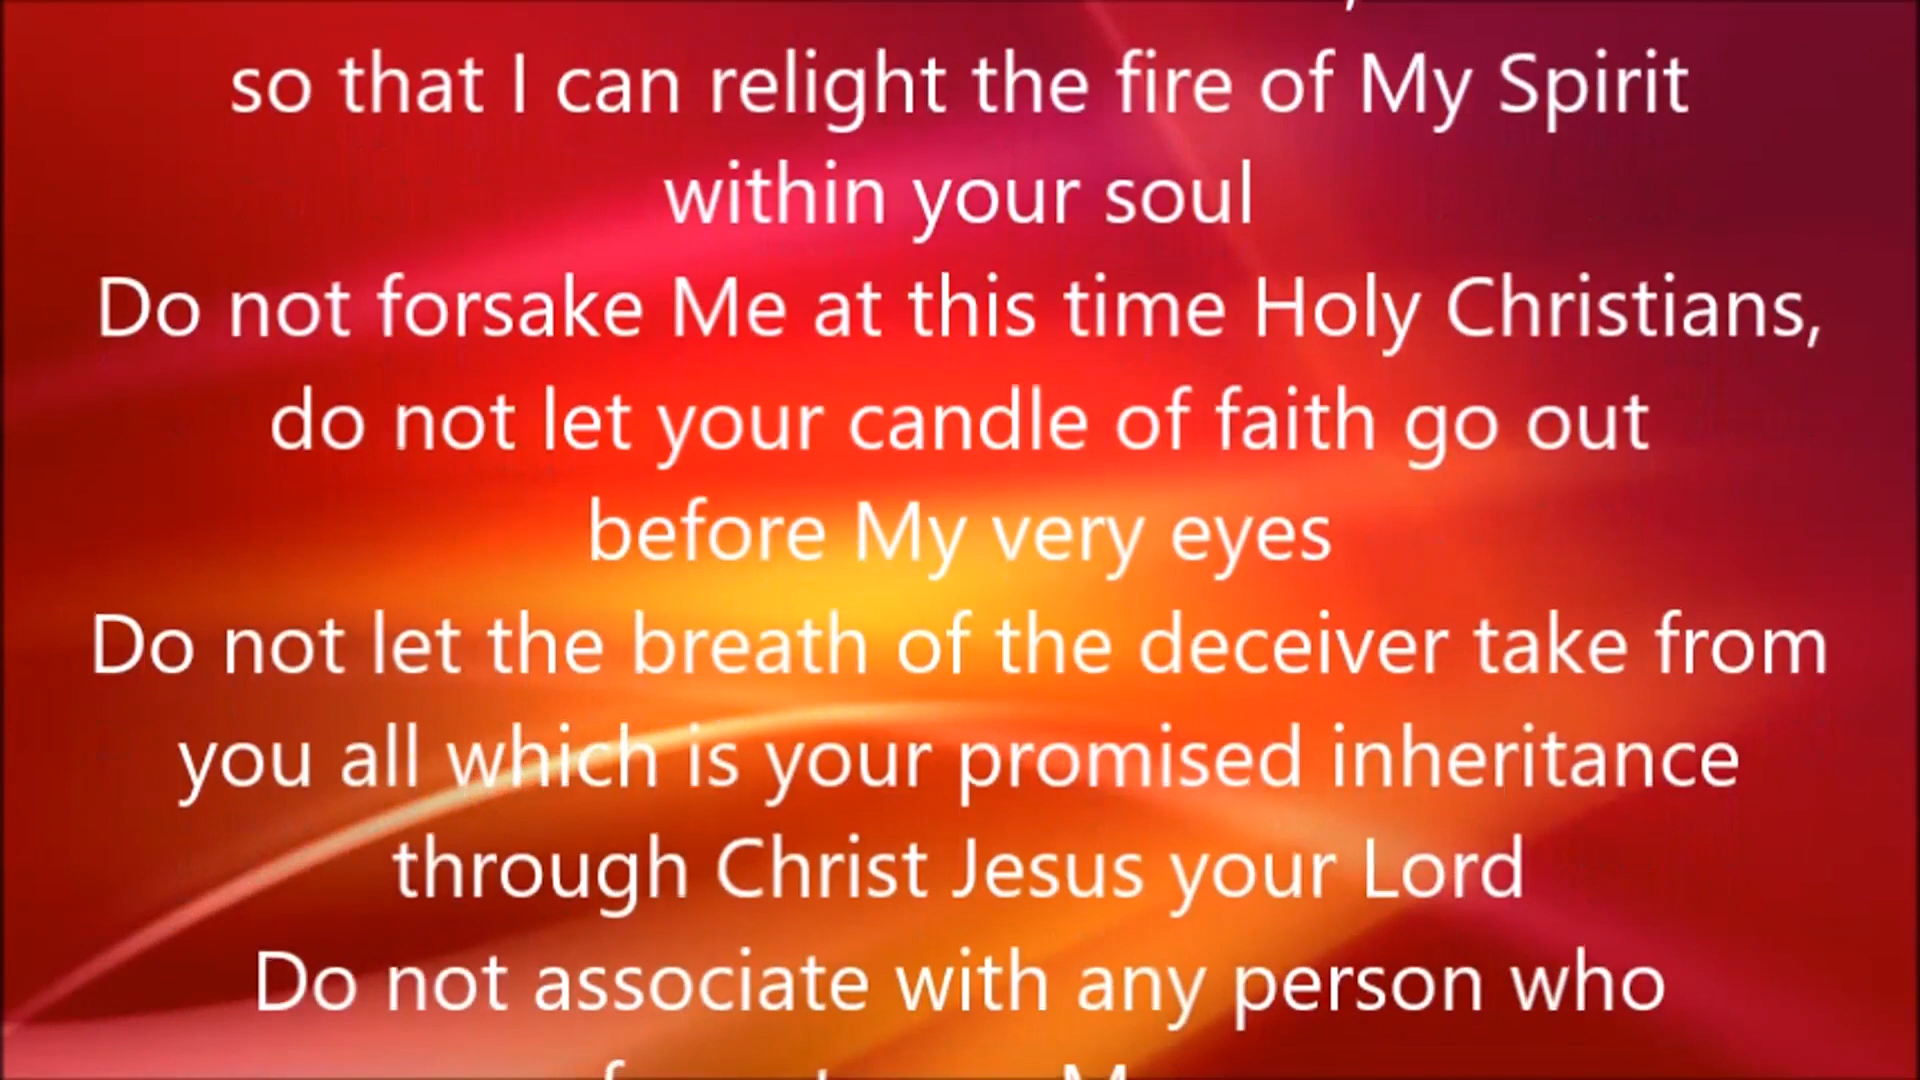 so that I can relight the fire of My Spirit
within your soul
Do not forsake Me at this time Holy Christians,
do not let your candle of faith go out
before My very eyes
Do not let the breath of the deceiver take from
you all which is your promised inheritance
through Christ Jesus your Lord
Do not associate with any person who